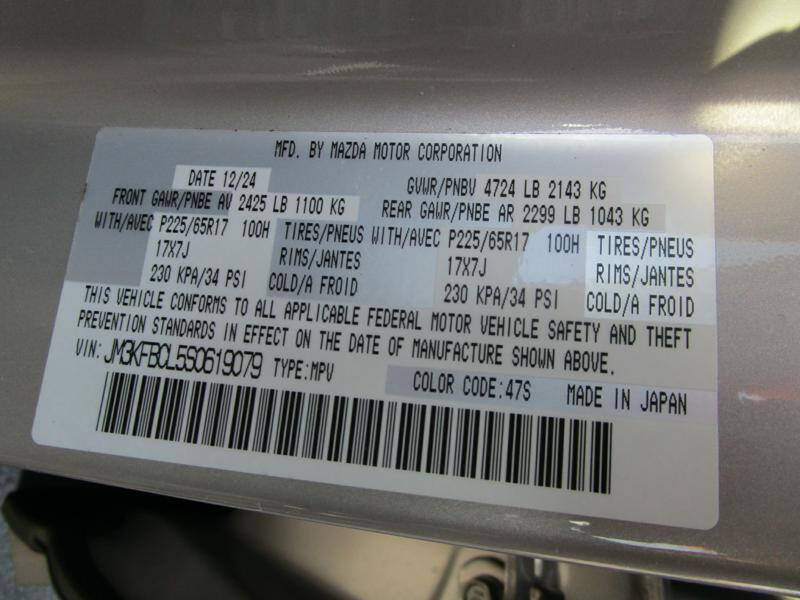 MFD. BY MAZDA MOTOR CORPORATION
DATE 12/24 GVWR/PNBV 4724 LB 2143 KG
FRONT GAWR/PNBE AV 2425 LB 1100 KG REAR GAWR/PNBE AR 2299 LB 1043 KG
WITH/AVEC P225/65R17 100H TIRES/PNEUS WITH/AVEC P225/65R17 100H TIRES/PNEUS
17X7J RIMS/JANTES 17X7J RIMS/JANTES
230 KPA/34 PSI COLD/A FROID 230 KPA/34 PSI COLD/A FROID
THIS VEHICLE CONFORMS TO ALL APPLICABLE FEDERAL MOTOR VEHICLE SAFETY AND THEFT
PREVENTION STANDARDS IN EFFECT ON THE DATE OF MANUFACTURE SHOWN ABOVE.
VIN: JM3KFB0L5S0619079 TYPE:MPV
COLOR CODE:47S MADE IN JAPAN